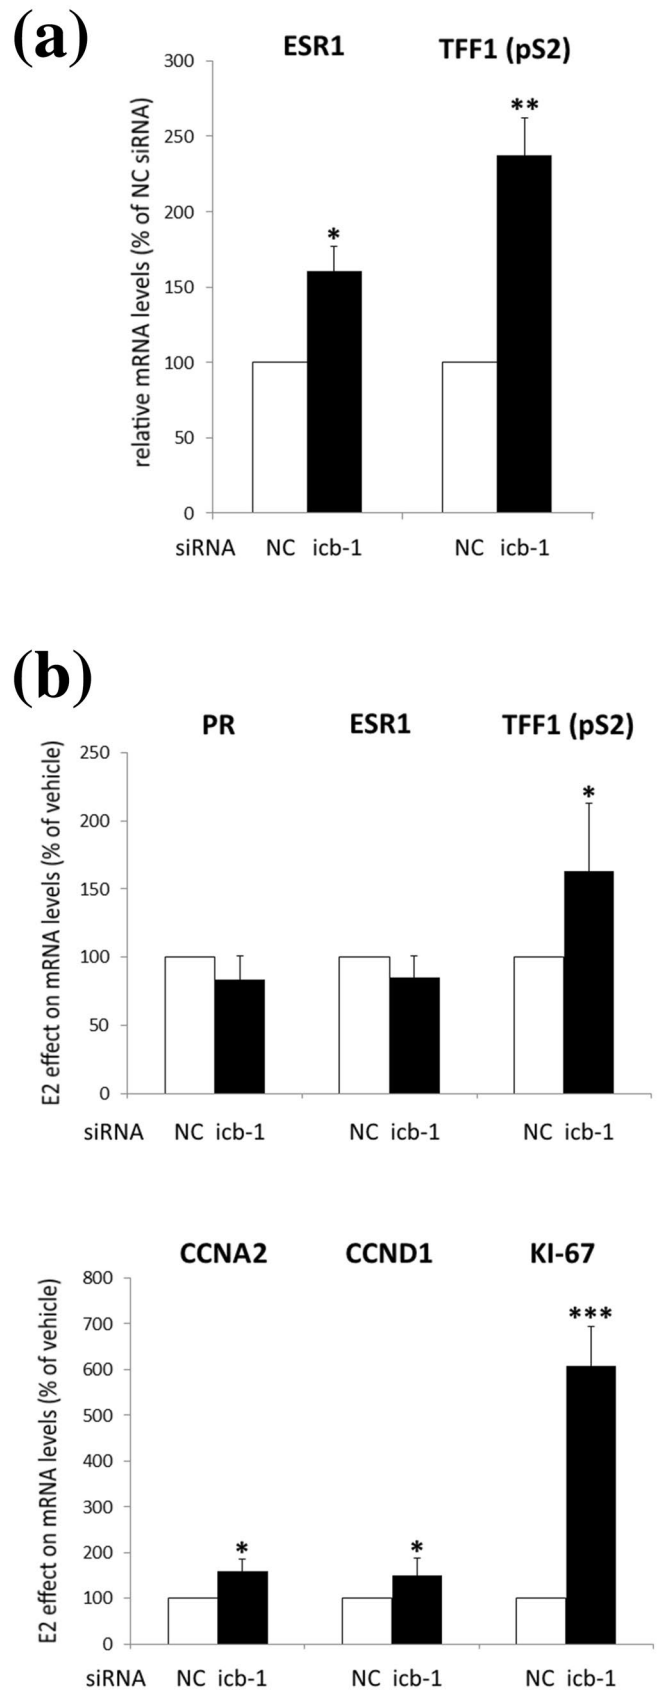 (a)
ESR1 TFF1 (pS2)
relative mRNA levels (% of NC siRNA)
300
250
200
150
100
50
0
*
**
siRNA NC icb-1 NC icb-1
(b)
PR ESR1 TFF1 (pS2)
E2 effect on mRNA levels (% of vehicle)
250
200
150
100
50
0
*
siRNA NC icb-1 NC icb-1 NC icb-1
CCNA2 CCND1 KI-67
E2 effect on mRNA levels (% of vehicle)
800
700
600
500
400
300
200
100
0
*
*
***
siRNA NC icb-1 NC icb-1 NC icb-1